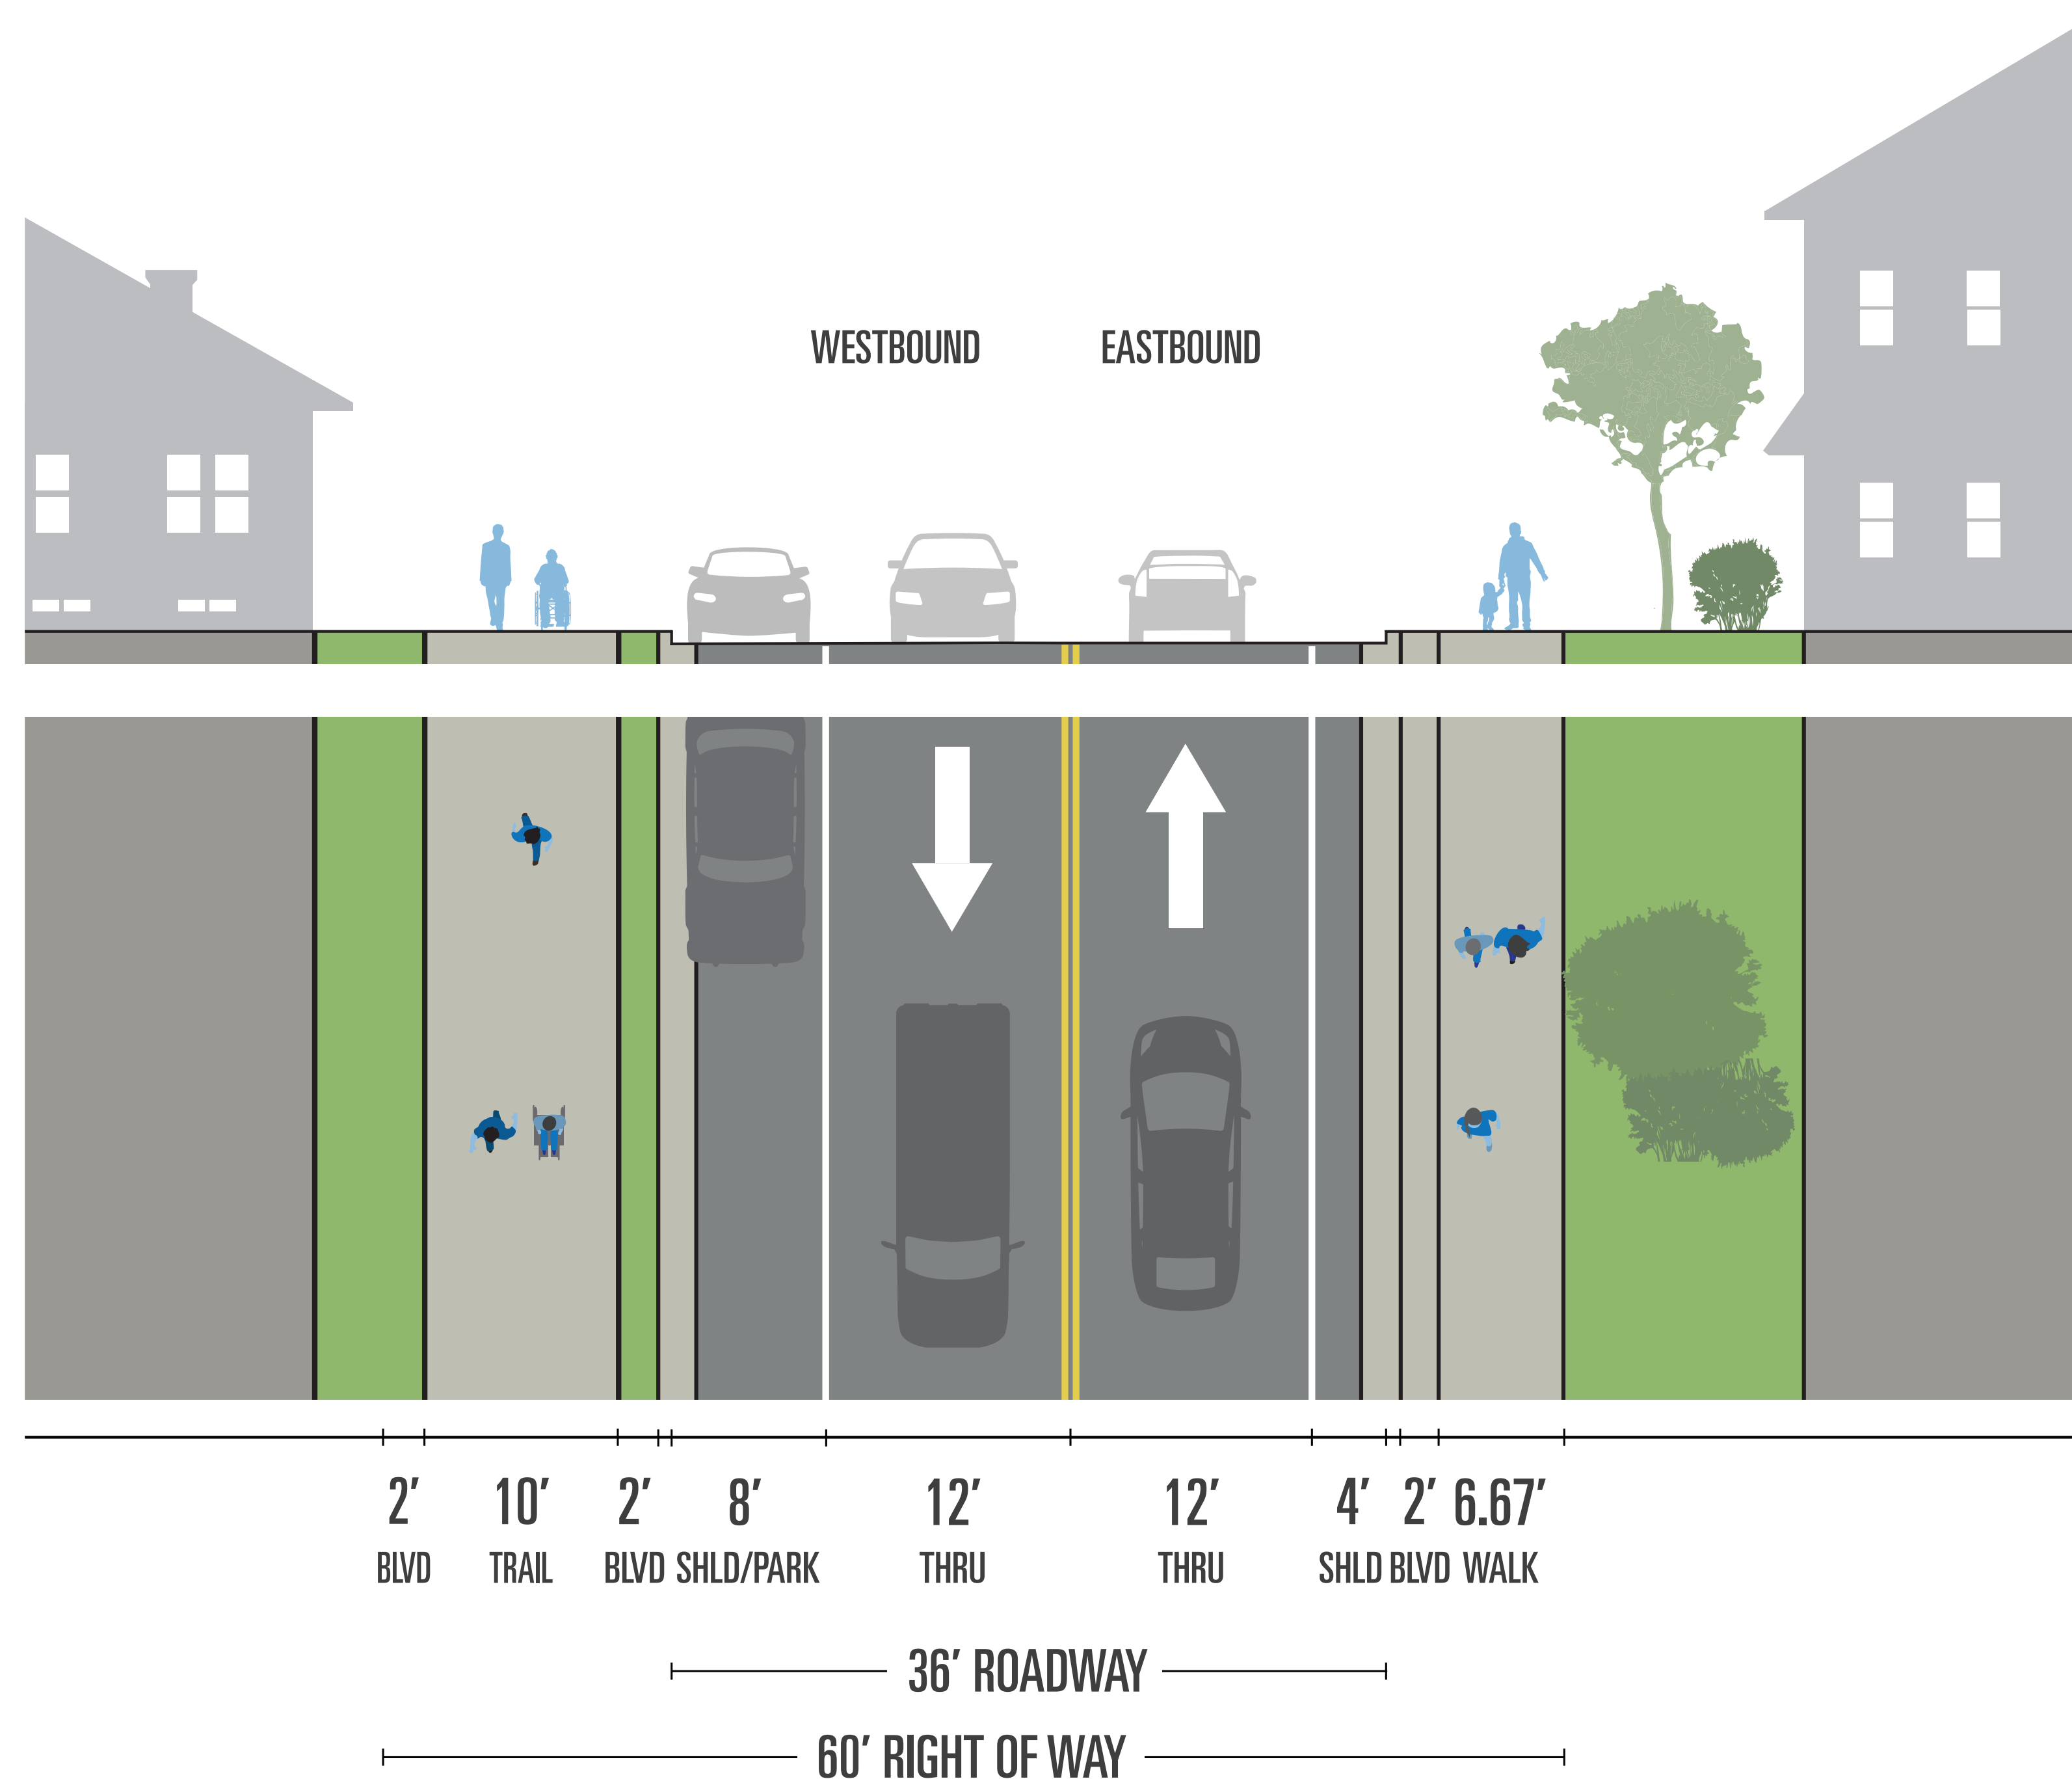 WESTBOUND EASTBOUND
2' 10' 2' 8' 12' 12' 4' 2' 6.67'
BLVD TRAIL BLVD SHLD/PARK THRU THRU SHLD BLVD WALK
36' ROADWAY
60' RIGHT OF WAY